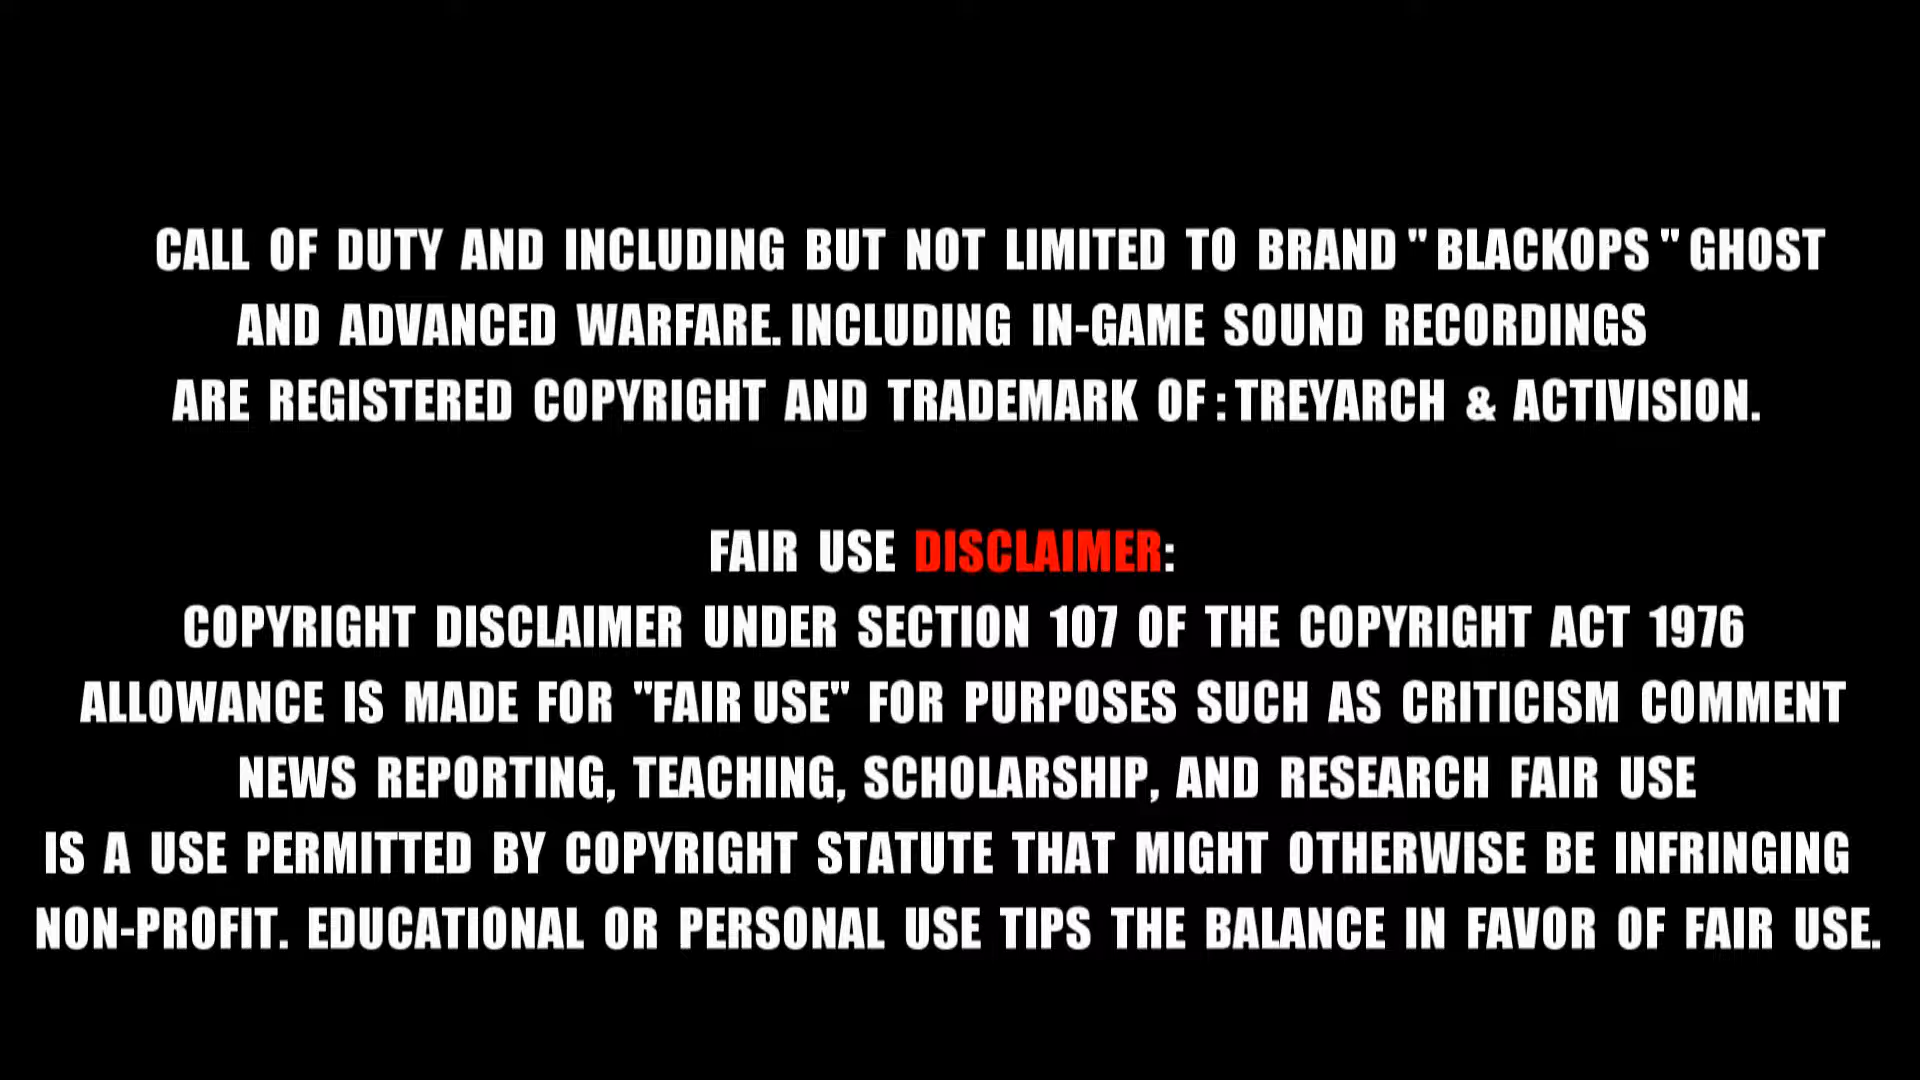 CALL OF DUTY AND INCLUDING BUT NOT LIMITED TO BRAND " BLACKOPS " GHOST
AND ADVANCED WARFARE. INCLUDING IN-GAME SOUND RECORDINGS
ARE REGISTERED COPYRIGHT AND TRADEMARK OF : TREYARCH & ACTIVISION.
FAIR USE DISCLAIMER:
COPYRIGHT DISCLAIMER UNDER SECTION 107 OF THE COPYRIGHT ACT 1976
ALLOWANCE IS MADE FOR "FAIR USE" FOR PURPOSES SUCH AS CRITICISM COMMENT
NEWS REPORTING, TEACHING, SCHOLARSHIP, AND RESEARCH FAIR USE
IS A USE PERMITTED BY COPYRIGHT STATUTE THAT MIGHT OTHERWISE BE INFRINGING
NON-PROFIT. EDUCATIONAL OR PERSONAL USE TIPS THE BALANCE IN FAVOR OF FAIR USE.